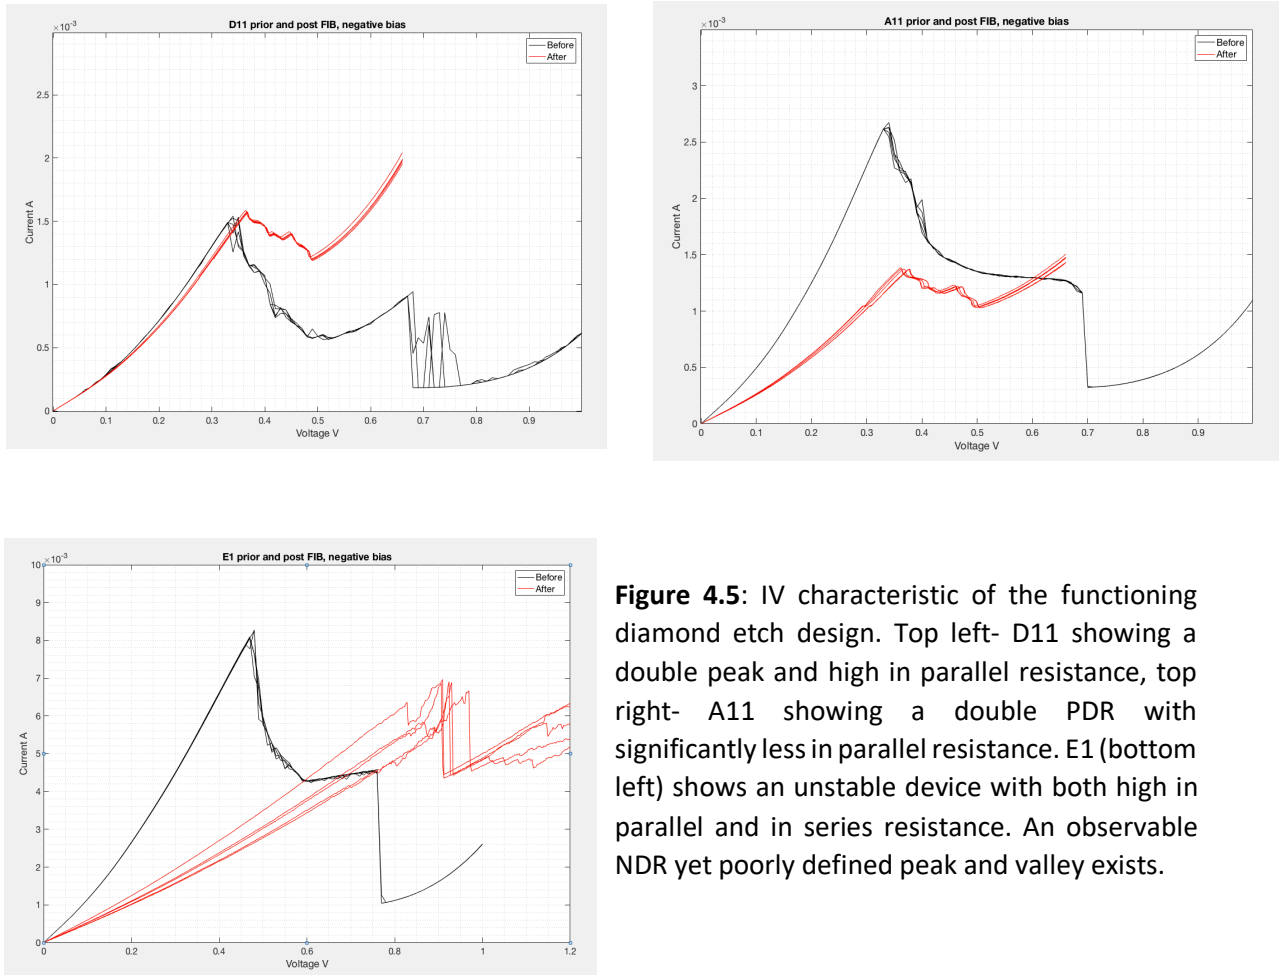 D11 prior and post FIB, negative bias
×10⁻³
Before
After
2.5
2
1.5
1
0.5
0
Current A
0 0.1 0.2 0.3 0.4 0.5 0.6 0.7 0.8 0.9
Voltage V
A11 prior and post FIB, negative bias
×10⁻³
Before
After
3
2.5
2
1.5
1
0.5
0
Current A
0 0.1 0.2 0.3 0.4 0.5 0.6 0.7 0.8 0.9
Voltage V
E1 prior and post FIB, negative bias
×10⁻³
Before
After
10
9
8
7
6
5
4
3
2
1
0
Current A
0 0.2 0.4 0.6 0.8 1 1.2
Voltage V
Figure 4.5: IV characteristic of the functioning
diamond etch design. Top left- D11 showing a
double peak and high in parallel resistance, top
right- A11 showing a double PDR with
significantly less in parallel resistance. E1 (bottom
left) shows an unstable device with both high in
parallel and in series resistance. An observable
NDR yet poorly defined peak and valley exists.